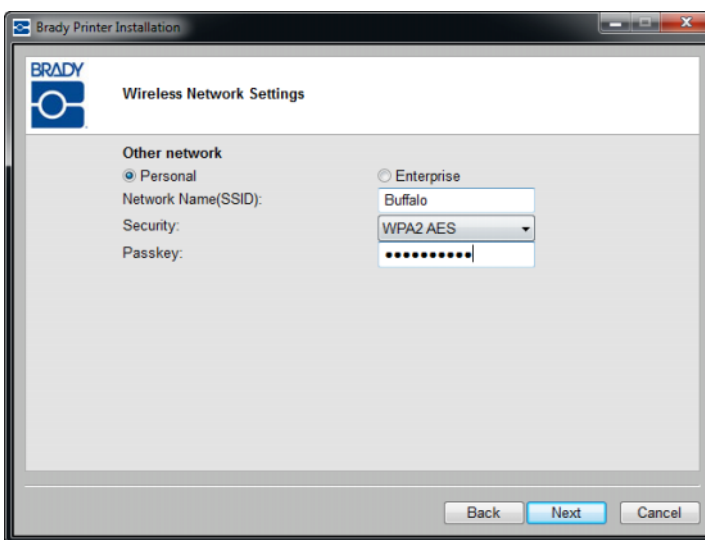 Brady Printer Installation
BRADY
Wireless Network Settings
Other network
Personal Enterprise
Network Name(SSID): Buffalo
Security: WPA2 AES
Passkey: ●●●●●●●●●●
Back Next Cancel